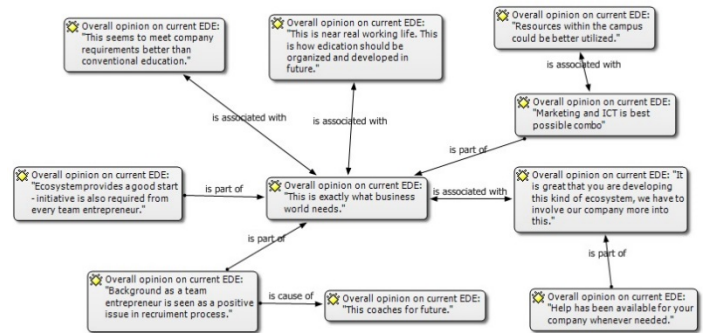 Overall opinion on current EDE:
"This seems to meet company
requirements better than
conventional education."
Overall opinion on current EDE:
"This is near real working life. This
is how edication should be
organized and developed in
future."
Overall opinion on current EDE:
"Resources within the campus
could be better utilized."
is associated with
is associated with
is associated with
Overall opinion on current EDE:
"Marketing and ICT is best
possible combo"
is part of
Overall opinion on current EDE:
"Ecosystemprovides a good start
- initiative is also required from
every team entrepreneur."
is part of
Overall opinion on current EDE:
"This is exactly what business
world needs."
is associated with
Overall opinion on current EDE: "It
is great that you are developing
this kind of ecosystem, we have to
involve our company more into
this."
is part of
is part of
Overall opinion on current EDE:
"Background as a team
entrepreneur is seen as a positive
issue in recruiment process."
is cause of
Overall opinion on current EDE:
"This coaches for future."
Overall opinion on current EDE:
"Help has been available for your
company whenever needed."